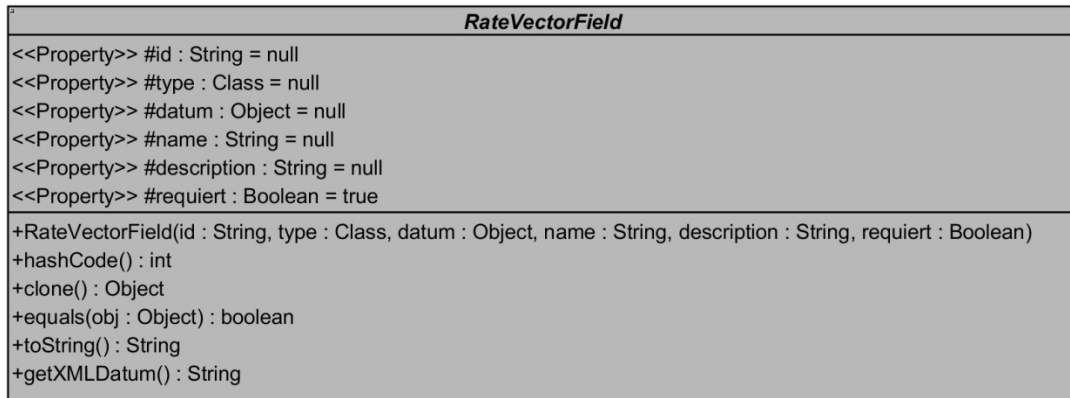 RateVectorField
<<Property>> #id : String = null
<<Property>> #type : Class = null
<<Property>> #datum : Object = null
<<Property>> #name : String = null
<<Property>> #description : String = null
<<Property>> #requiert : Boolean = true
+RateVectorField(id : String, type : Class, datum : Object, name : String, description : String, requiert : Boolean)
+hashCode() : int
+clone() : Object
+equals(obj : Object) : boolean
+toString() : String
+getXMLDatum() : String